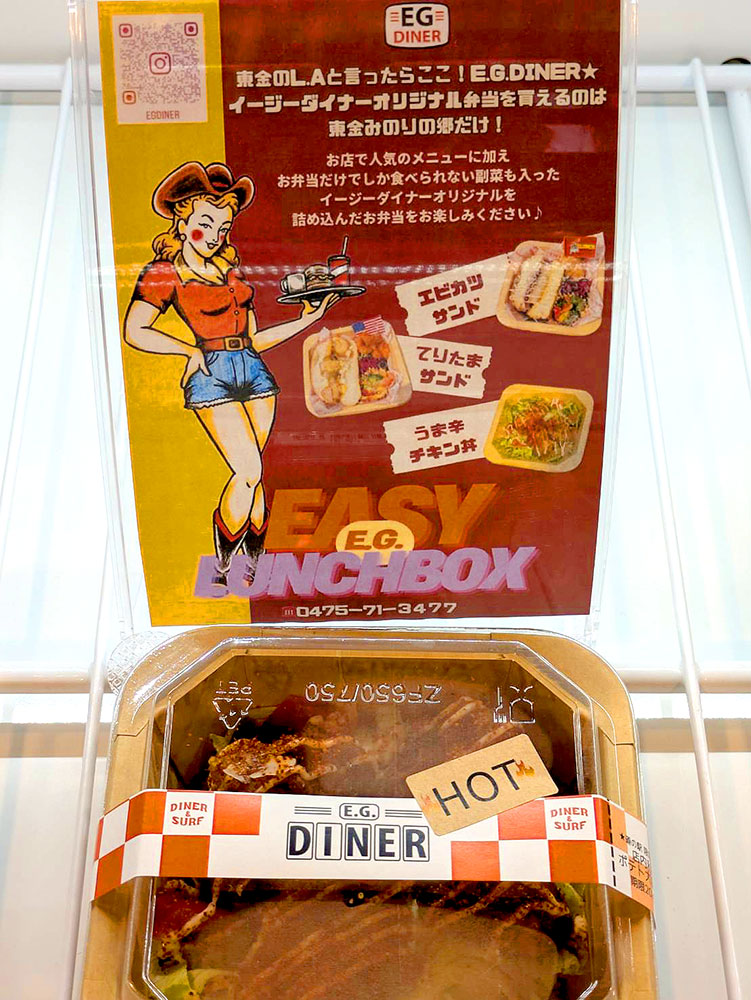 E.G
DINER
EGDINER
東金のL.Aと言ったらここ！E.G.DINER★
イージーダイナーオリジナル弁当を買えるのは
東金みのりの郷だけ！
お店で人気のメニューに加え
お弁当だけでしか食べられない副菜も入った
イージーダイナーオリジナルを
詰め込んだお弁当をお楽しみください♪
エビカツ
サンド
てりたま
サンド
うま辛
チキン丼
EASY
E.G.
LUNCHBOX
0475-71-3477
PET
ZF650/750
HOT
DINER
&
SURF
E.G.
DINER
DINER
&
SURF